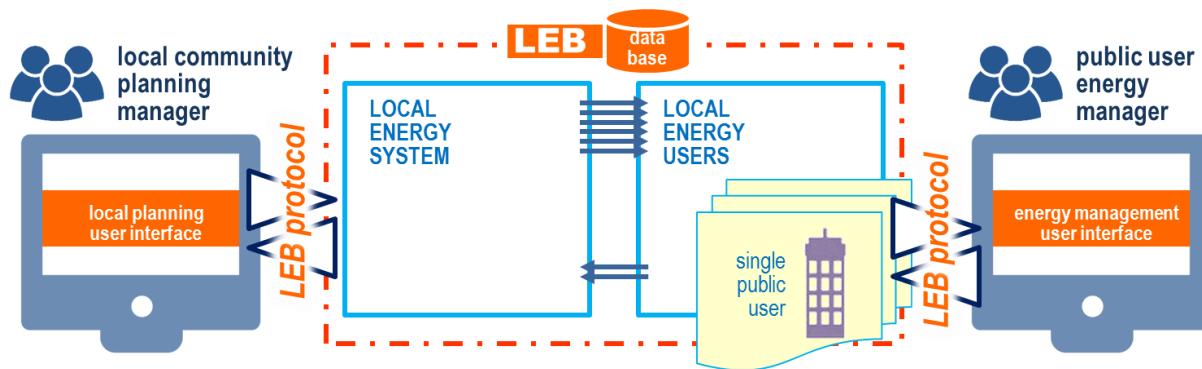 local community
planning
manager
LEB
data
base
public user
energy
manager
LOCAL
ENERGY
SYSTEM
LOCAL
ENERGY
USERS
local planning
user interface
LEB protocol
single
public
user
LEB protocol
energy management
user interface